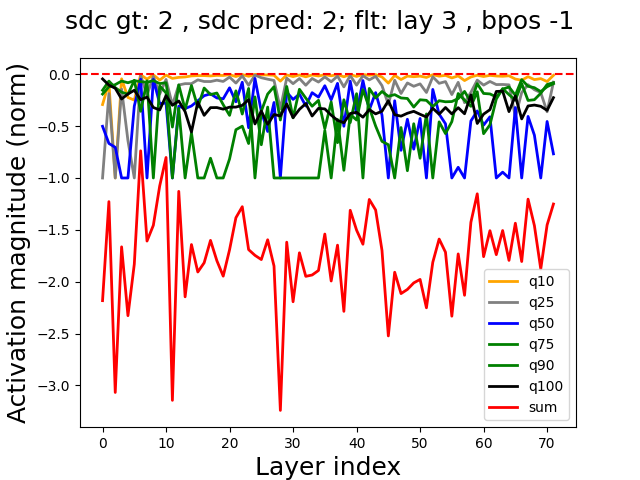 sdc gt: 2 , sdc pred: 2; flt: lay 3 , bpos -1
Activation magnitude (norm)
0.0
−0.5
−1.0
−1.5
−2.0
−2.5
−3.0
q10
q25
q50
q75
q90
q100
sum
0 10 20 30 40 50 60 70
Layer index